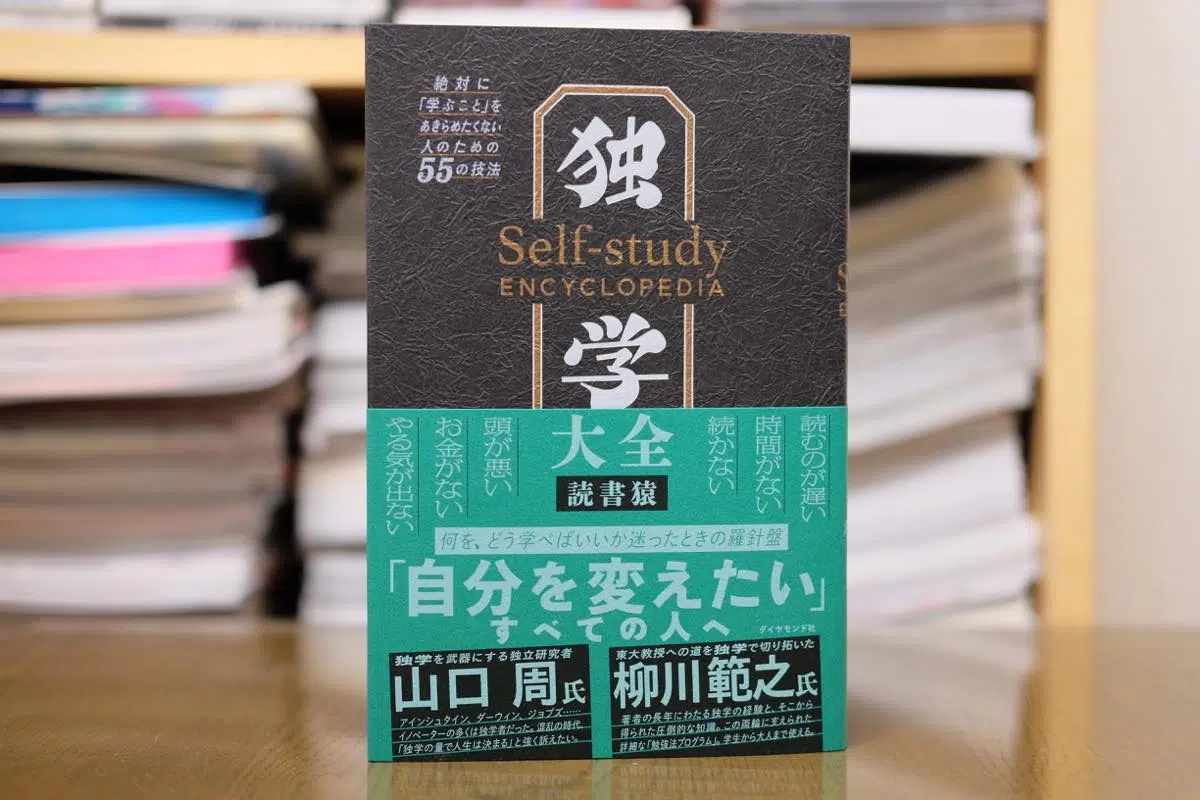 絶対に
「学ぶこと」を
あきらめたくない
人のための
55の技法
独
Self-study
ENCYCLOPEDIA
学
大全
読書猿
読むのが遅い
時間がない
続かない
頭が悪い
お金がない
やる気が出ない
何を、どう学べばいいか迷ったときの羅針盤
「自分を変えたい」
すべての人へ
ダイヤモンド社
独学を武器にする独立研究者
山口 周氏
アインシュタイン、ダーウィン、ジョブズ……
イノベーターの多くは独学者だった。混乱の時代、
「独学の量で人生は決まる」と強く訴えたい。
東大教授への道を独学で切り拓いた
柳川範之氏
著者の長年にわたる独学の経験と、そこから
得られた圧倒的な知識。この両輪に支えられた
詳細な「勉強法プログラム」。学生から大人まで使える。